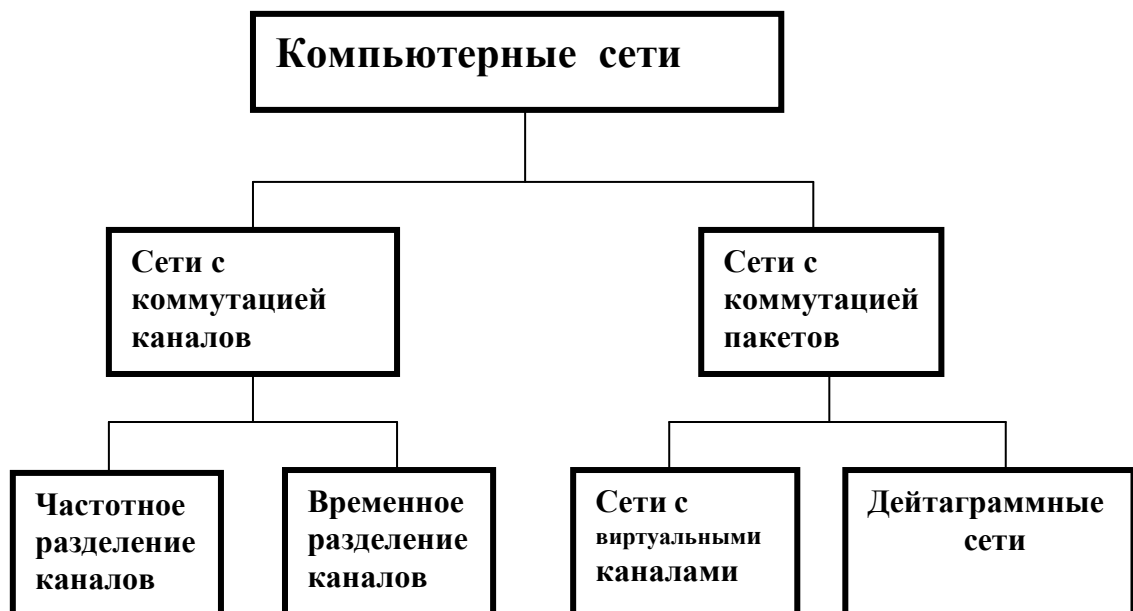 Компьютерные сети
Сети с
коммутацией
каналов
Сети с
коммутацией
пакетов
Частотное
разделение
каналов
Временное
разделение
каналов
Сети с
виртуальными
каналами
Дейтаграммные
сети